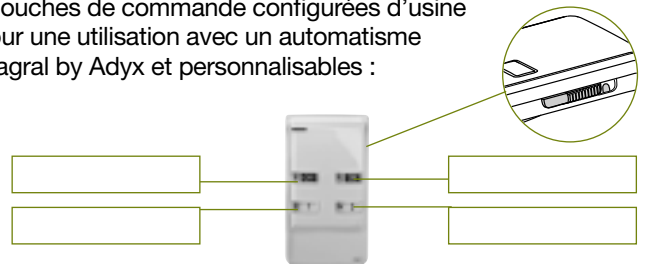 ouches de commande configurées d'usine
our une utilisation avec un automatisme
agral by Adyx et personnalisables :